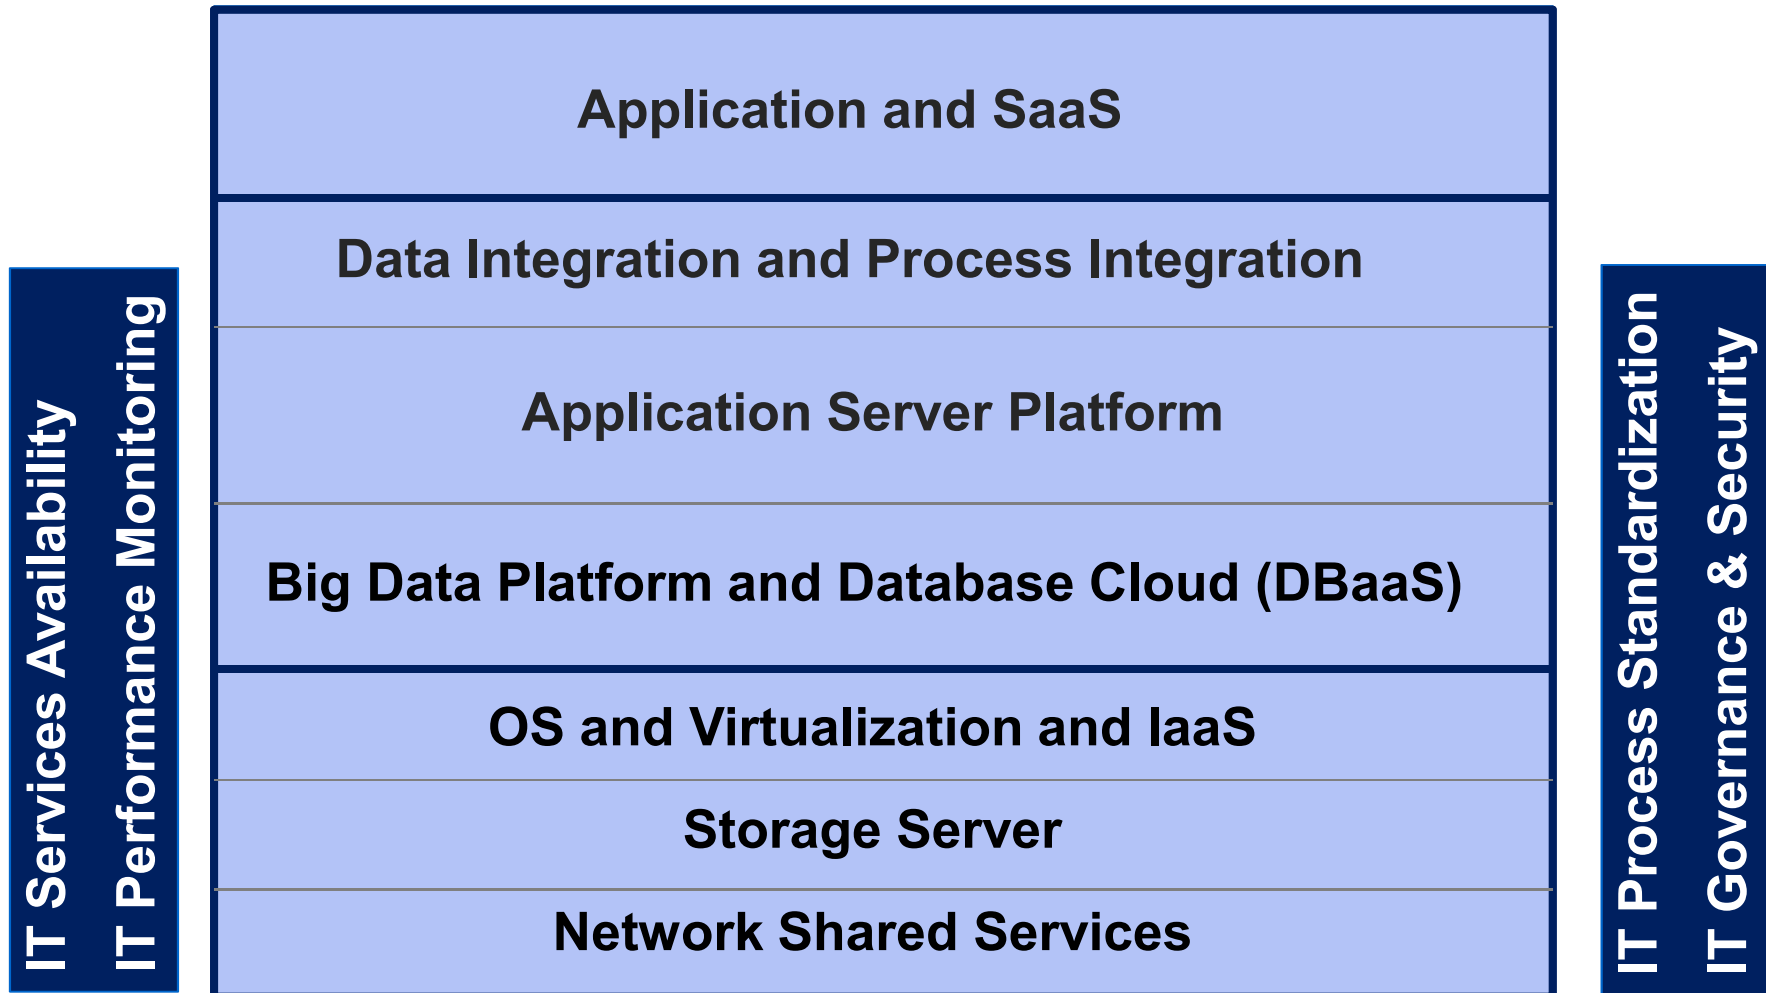 Application and SaaS
Data Integration and Process Integration
Application Server Platform
Big Data Platform and Database Cloud (DBaaS)
OS and Virtualization and IaaS
Storage Server
Network Shared Services
IT Services Availability
IT Performance Monitoring
IT Process Standardization
IT Governance & Security